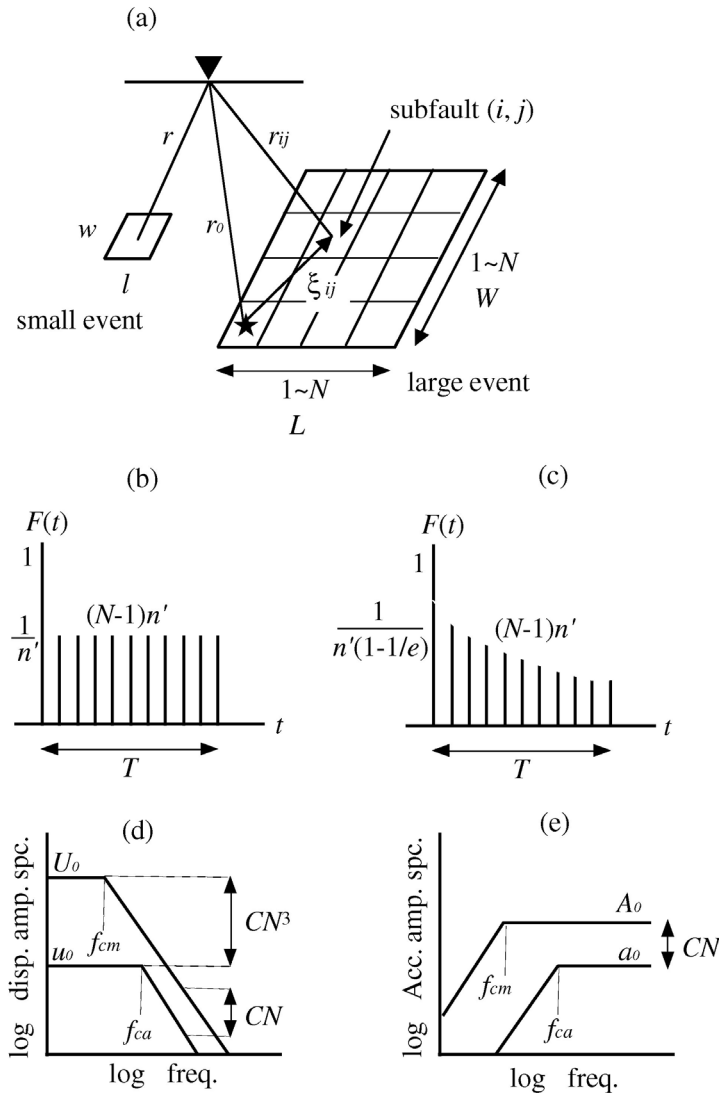 (a)
subfault (i, j)
r
rij
w
r0
ξij
l
1~N
W
small event
1~N
large event
L
(b)
(c)
F(t)
F(t)
1
1
(N-1)n'
(N-1)n'
1
n'
1
n'(1-1/e)
t
t
T
T
(d)
(e)
log disp. amp. spc.
U0
CN³
fcm
u0
CN
fca
log freq.
log Acc. amp. spc.
A0
CN
a0
fcm
fca
log freq.